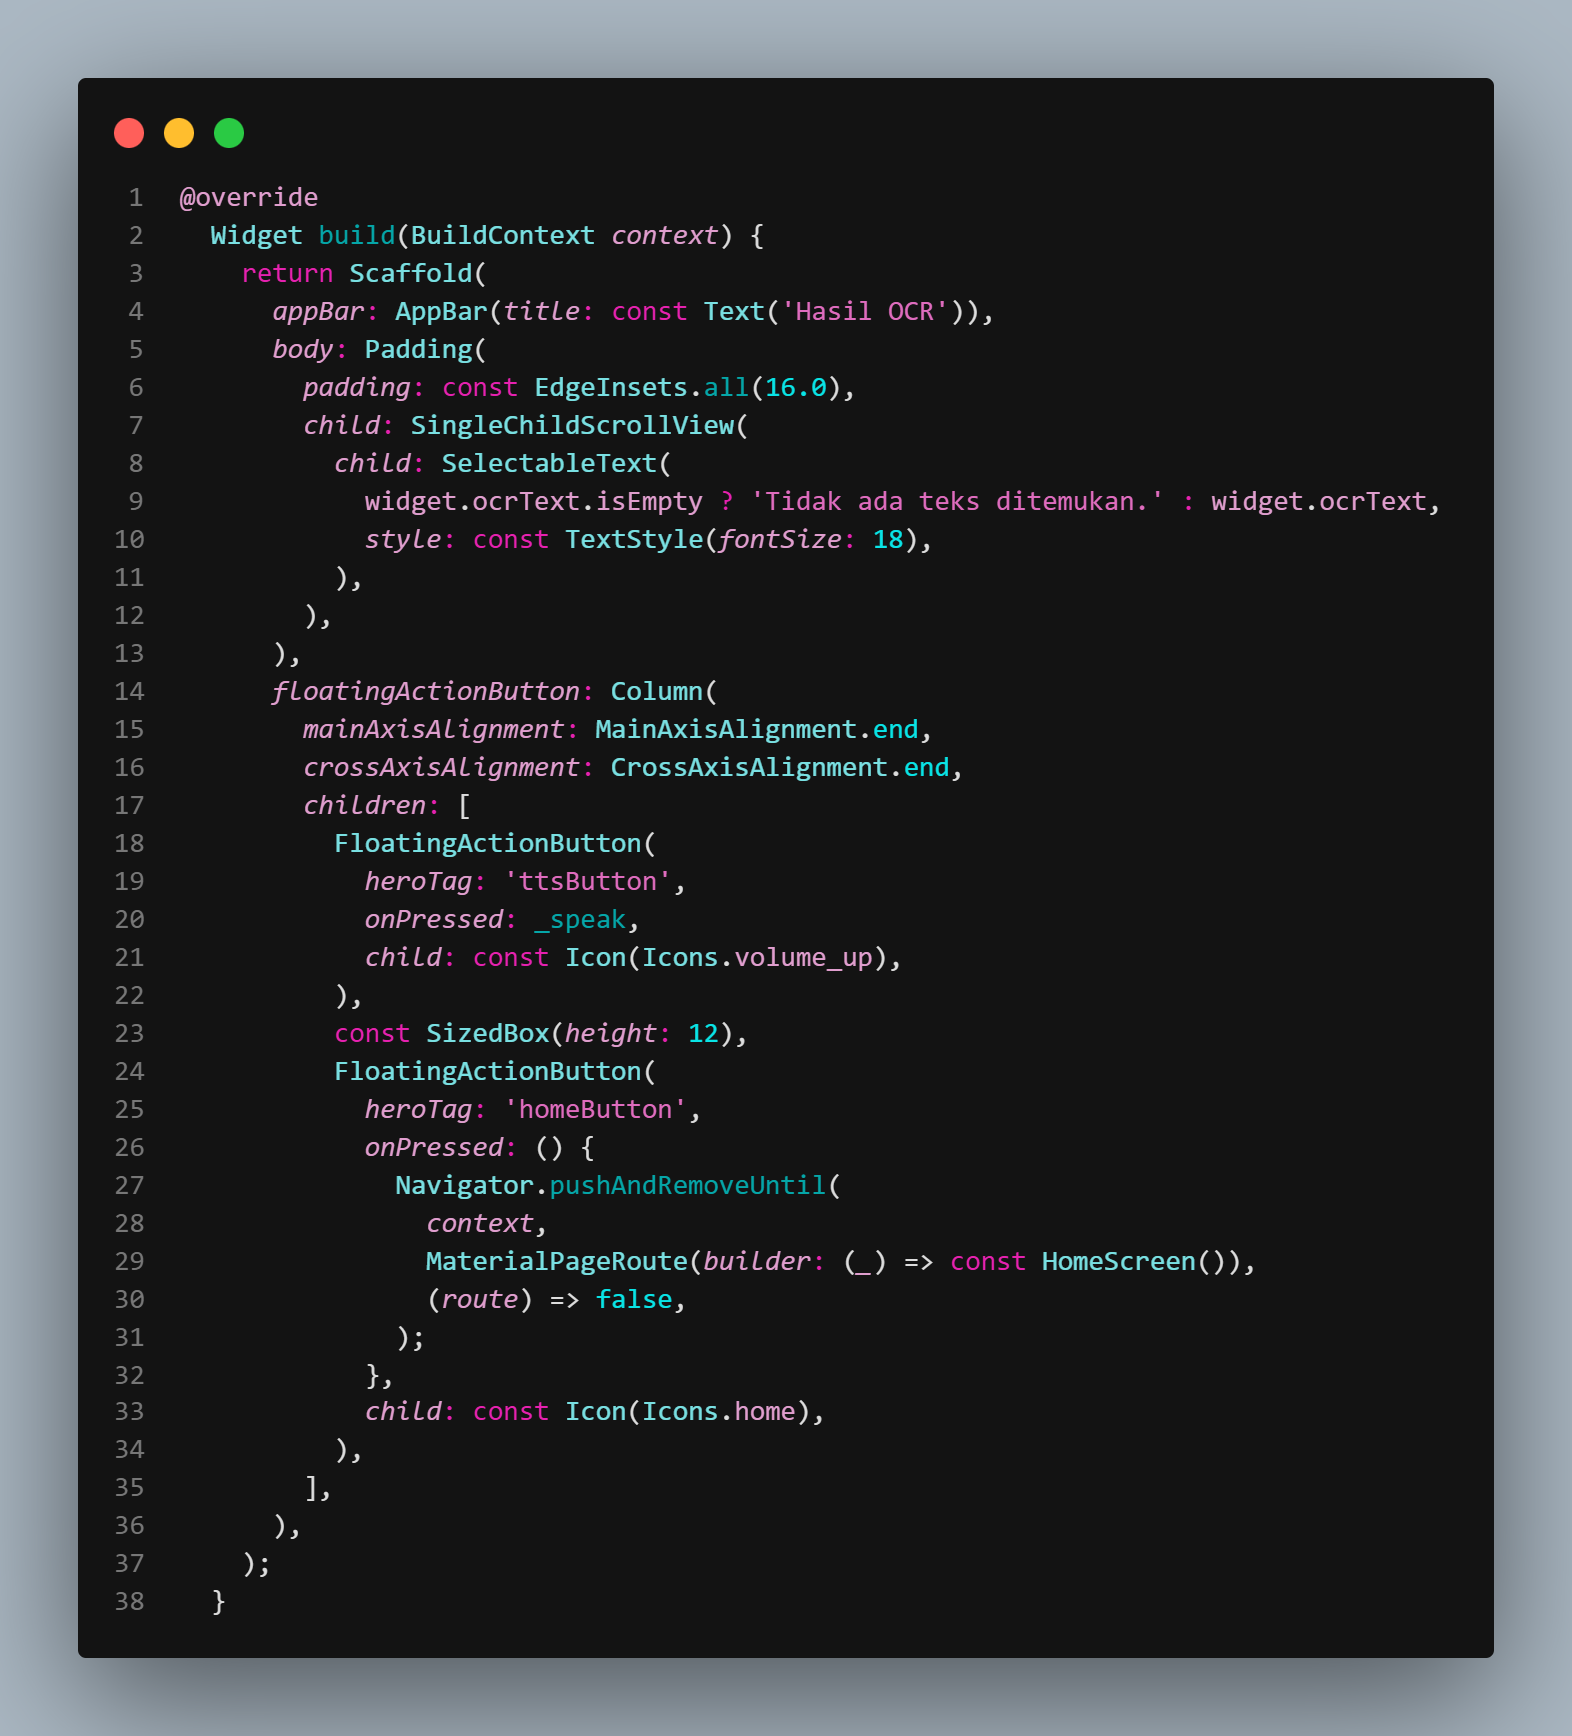 1 @override
2   Widget build(BuildContext context) {
3     return Scaffold(
4       appBar: AppBar(title: const Text('Hasil OCR')),
5       body: Padding(
6         padding: const EdgeInsets.all(16.0),
7         child: SingleChildScrollView(
8           child: SelectableText(
9             widget.ocrText.isEmpty ? 'Tidak ada teks ditemukan.' : widget.ocrText,
10             style: const TextStyle(fontSize: 18),
11           ),
12         ),
13       ),
14       floatingActionButton: Column(
15         mainAxisAlignment: MainAxisAlignment.end,
16         crossAxisAlignment: CrossAxisAlignment.end,
17         children: [
18           FloatingActionButton(
19             heroTag: 'ttsButton',
20             onPressed: _speak,
21             child: const Icon(Icons.volume_up),
22           ),
23           const SizedBox(height: 12),
24           FloatingActionButton(
25             heroTag: 'homeButton',
26             onPressed: () {
27               Navigator.pushAndRemoveUntil(
28                 context,
29                 MaterialPageRoute(builder: (_) => const HomeScreen()),
30                 (route) => false,
31               );
32             },
33             child: const Icon(Icons.home),
34           ),
35         ],
36       ),
37     );
38   }